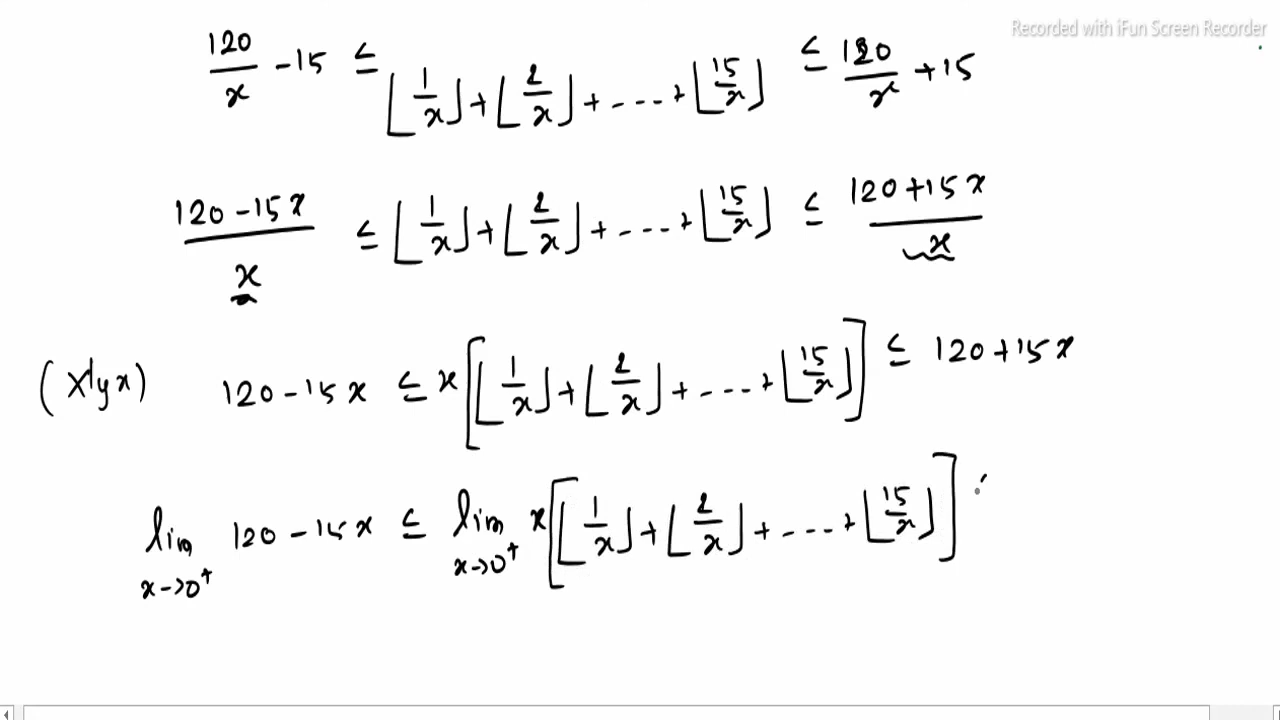 Recorded with iFun Screen Recorder
120/x - 15 ≤ ⌊1/x⌋ + ⌊2/x⌋ + ---- + ⌊15/x⌋ ≤ 120/x + 15
(120 - 15x)/x ≤ ⌊1/x⌋ + ⌊2/x⌋ + ---- + ⌊15/x⌋ ≤ (120 + 15x)/x
(xly x) 120 - 15x ≤ x[⌊1/x⌋ + ⌊2/x⌋ + ---- + ⌊15/x⌋] ≤ 120 + 15x
lim x→0⁺ 120 - 15x ≤ lim x→0⁺ x[⌊1/x⌋ + ⌊2/x⌋ + ---- + ⌊15/x⌋]